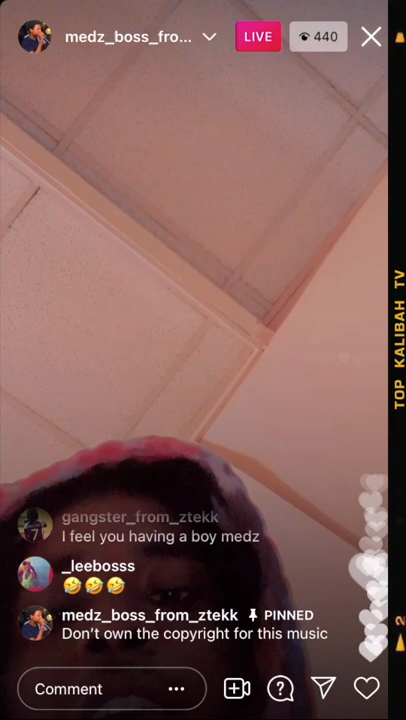 medz_boss_fro...
LIVE
440
TOP KALIBAH TV
gangster_from_ztekk
I feel you having a boy medz
_leebosss
🤣🤣🤣
medz_boss_from_ztekk PINNED
Don't own the copyright for this music
Comment